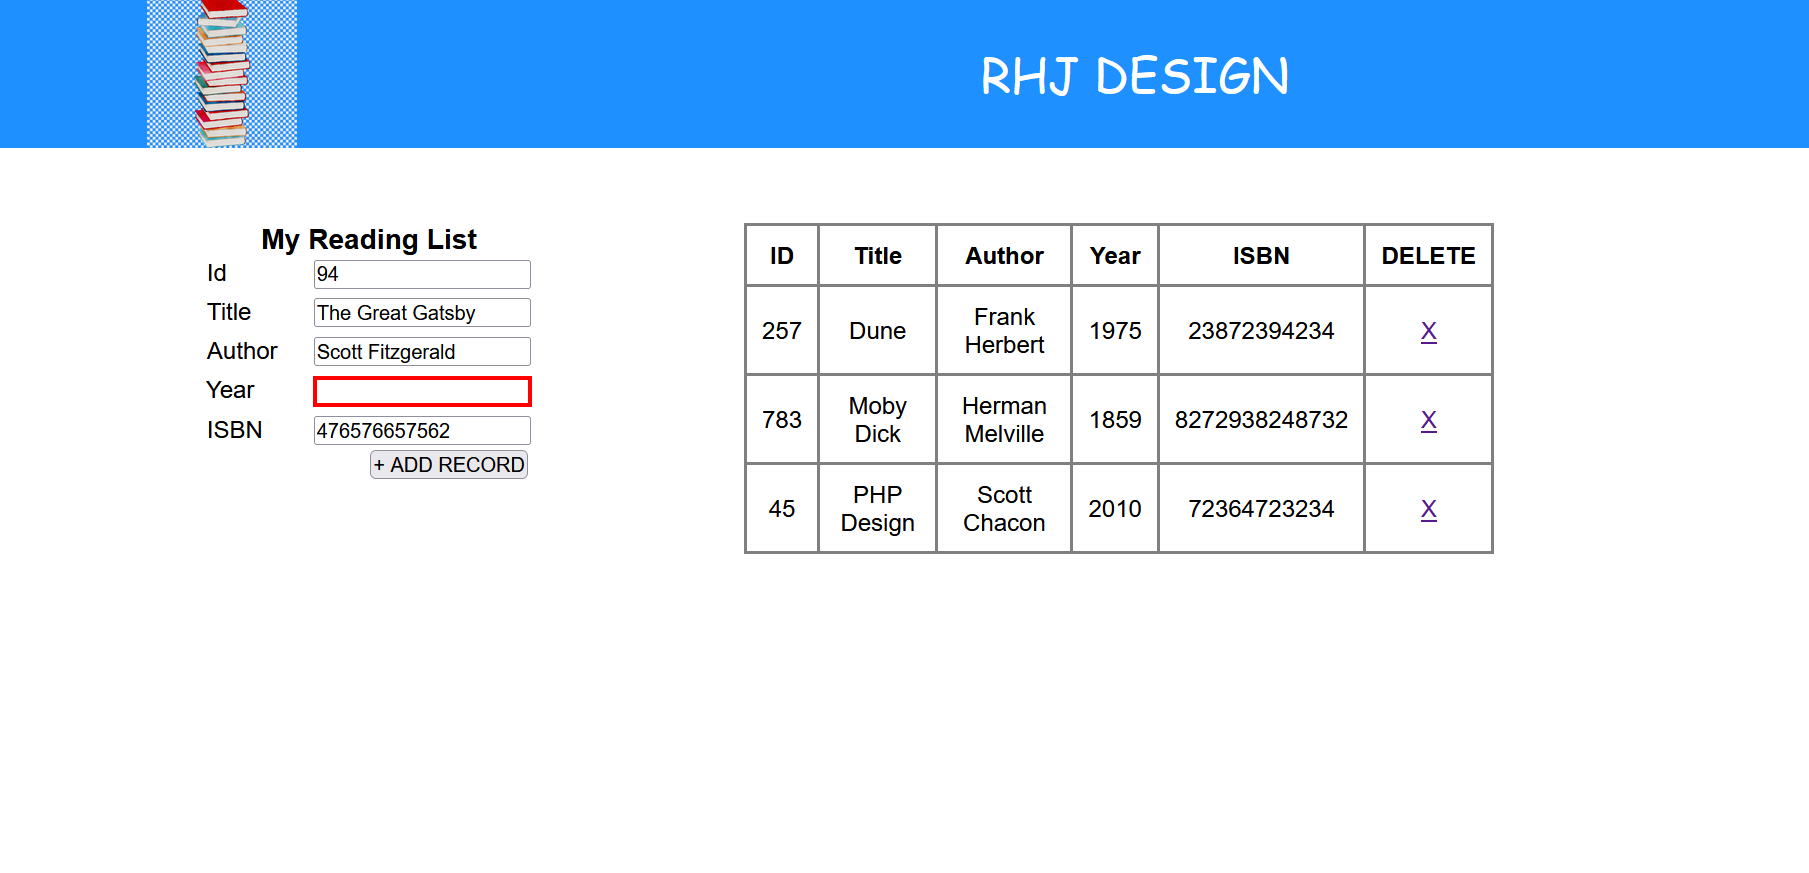 RHJ DESIGN
My Reading List
Id 94
Title The Great Gatsby
Author Scott Fitzgerald
Year
ISBN 476576657562
+ ADD RECORD
ID Title Author Year ISBN DELETE
257 Dune Frank Herbert 1975 23872394234 X
783 Moby Dick Herman Melville 1859 8272938248732 X
45 PHP Design Scott Chacon 2010 72364723234 X